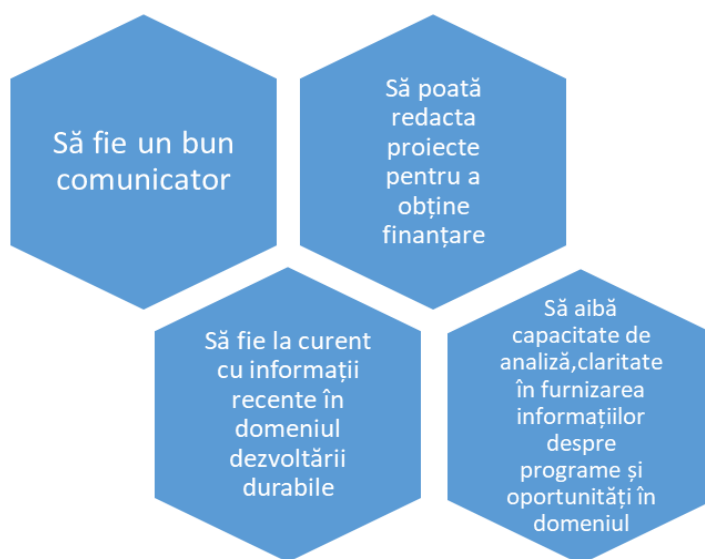 Să fie un bun
comunicator
Să poată
redacta
proiecte
pentru a
obține
finanțare
Să fie la curent
cu informații
recente în
domeniul
dezvoltării
durabile
Să aibă
capacitate de
analiză,claritate
în furnizarea
informațiilor
despre
programe și
oportunități în
domeniul